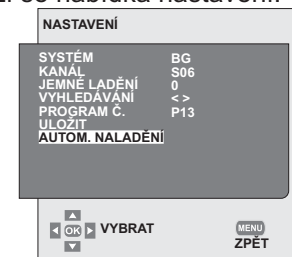 se nabídka nastavení.
NASTAVENÍ
SYSTÉM BG
KANÁL S06
JEMNÉ LADĚNÍ 0
VYHLEDÁVÁNÍ < >
PROGRAM Č. P13
ULOŽIT
AUTOM. NALADĚNÍ
OK VYBRAT
MENU
ZPĚT